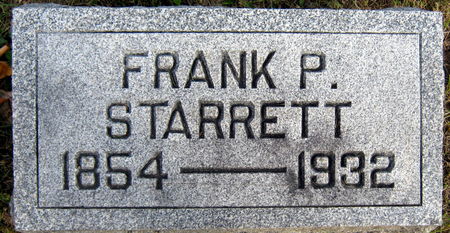 FRANK P.
STARRETT
1854 — 1932